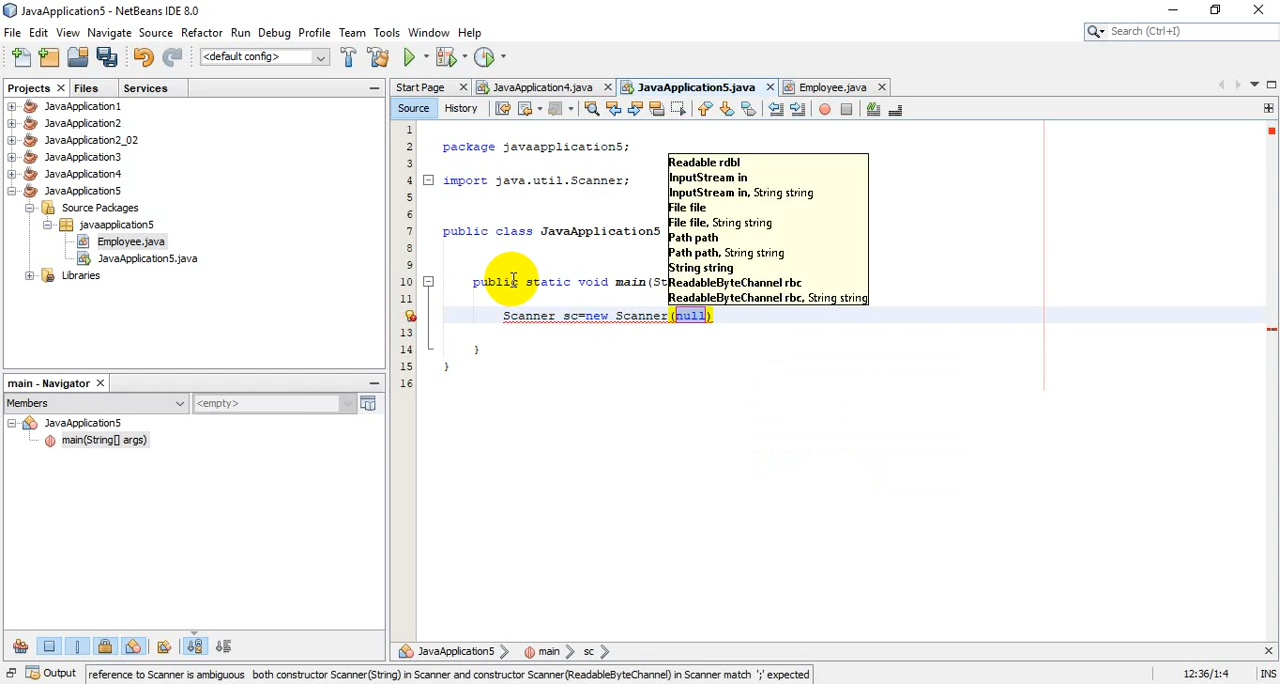 JavaApplication5 - NetBeans IDE 8.0
File Edit View Navigate Source Refactor Run Debug Profile Team Tools Window Help
Search (Ctrl+I)
<default config>
Projects Files Services
Start Page JavaApplication4.java JavaApplication5.java Employee.java
Source History
JavaApplication1
JavaApplication2
JavaApplication2_02
JavaApplication3
JavaApplication4
JavaApplication5
Source Packages
javaapplication5
Employee.java
JavaApplication5.java
Libraries
main - Navigator
Members <empty>
JavaApplication5
main(String[] args)
1
2 package javaapplication5;
3
4 import java.util.Scanner;
5
6
7 public class JavaApplication5
8
9
10 public static void main(St
11
Scanner sc=new Scanner(null)
13
14 }
15 }
16
Readable rdbl
InputStream in
InputStream in, String string
File file
File file, String string
Path path
Path path, String string
String string
ReadableByteChannel rbc
ReadableByteChannel rbc, String string
JavaApplication5 main sc
Output reference to Scanner is ambiguous both constructor Scanner(String) in Scanner and constructor Scanner(ReadableByteChannel) in Scanner match ';' expected 12:36/1:4 INS